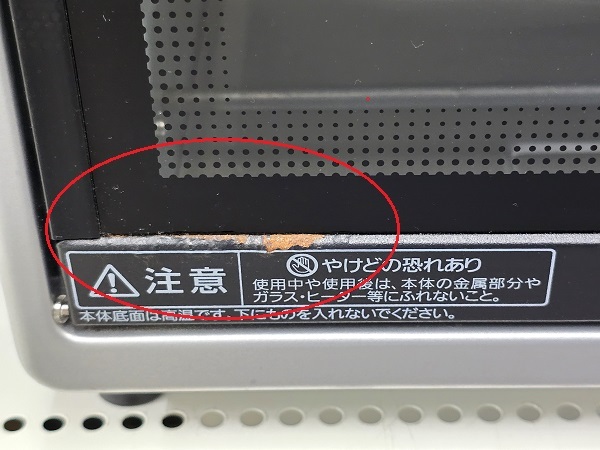 注意
やけどの恐れあり
使用中や使用後は、本体の金属部分や
ガラス・ヒーター等にふれないこと。
本体底面は高温です。下にものを入れないでください。